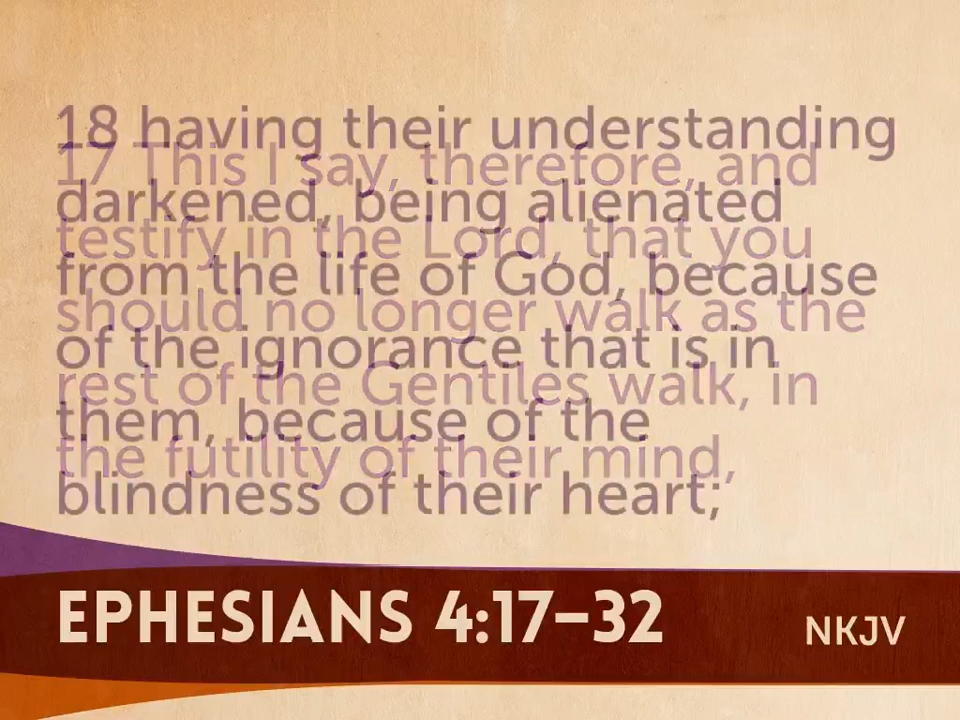 17 This I say, therefore, and
testify in the Lord, that you
should no longer walk as the
rest of the Gentiles walk, in
the futility of their mind,
18 having their understanding
darkened, being alienated
from the life of God, because
of the ignorance that is in
them, because of the
blindness of their heart;
EPHESIANS 4:17–32
NKJV